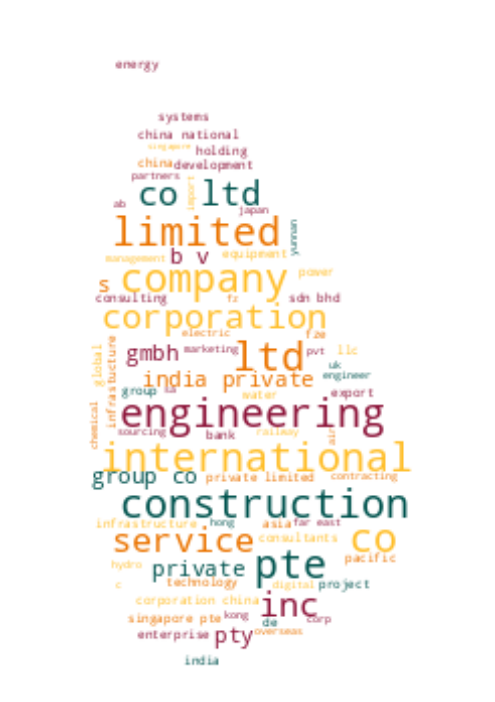 energy
systems
china national
singapore holding
china development
partners
import
co ltd
ab
japan
limited
yunnan
b v equipment
management
company power
s
consulting fz sdn bhd
corporation
electric fze
gmbh marketing ltd pvt llc
global
infrastructure
uk
india private engineer
group sa water export
engineering
chemical
sourcing bank railway air
international
group co private limited contracting
construction
infrastructure hong asia far east
service consultants co
pacific
hydro private pte
c technology digital project
corporation china inc
singapore pte kong de corp
enterprise pty overseas
india